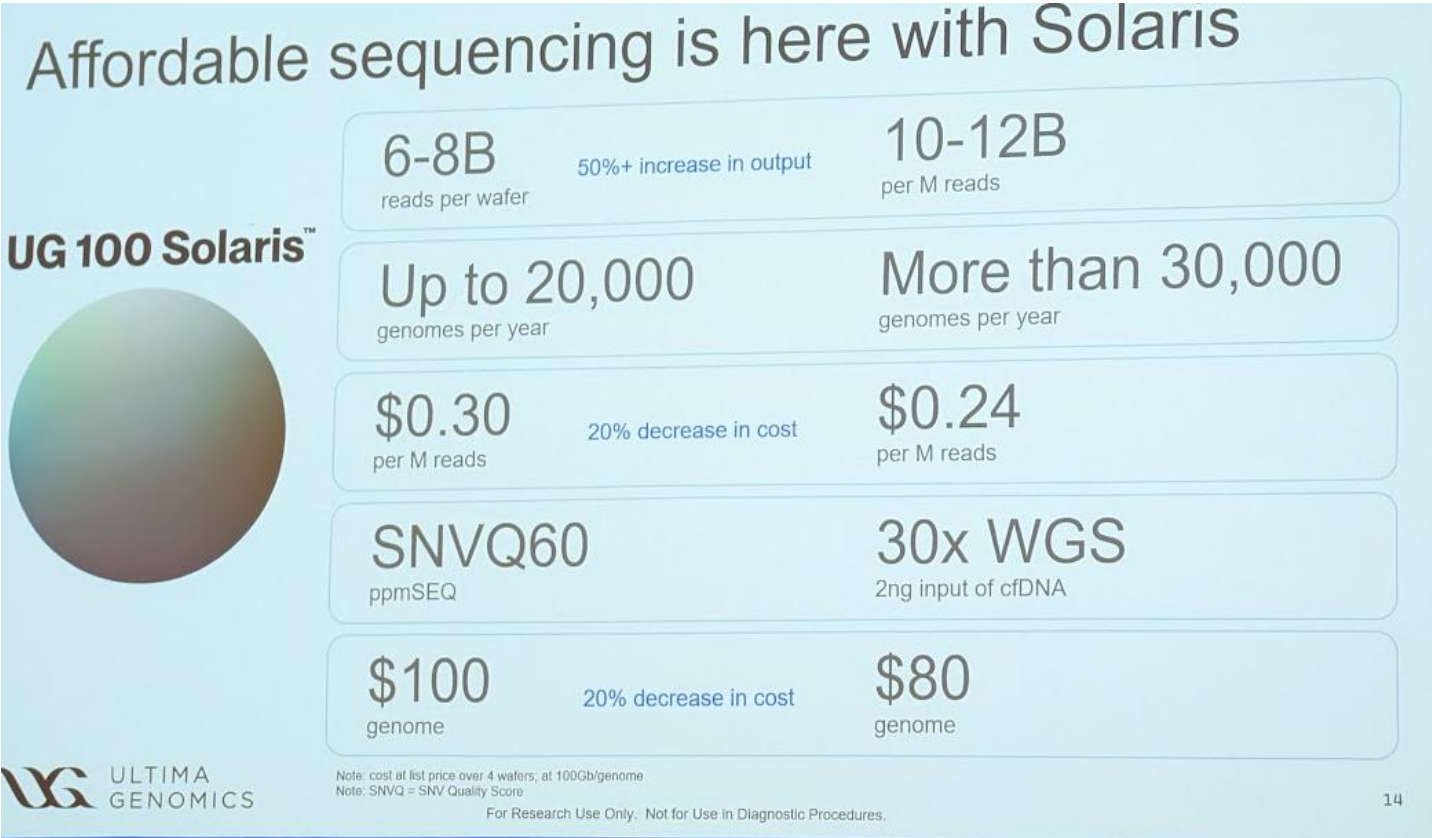 Affordable sequencing is here with Solaris
UG 100 Solaris™
6-8B
reads per wafer
50%+ increase in output
10-12B
per M reads
Up to 20,000
genomes per year
More than 30,000
genomes per year
$0.30
per M reads
20% decrease in cost
$0.24
per M reads
SNVQ60
ppmSEQ
30x WGS
2ng input of cfDNA
$100
genome
20% decrease in cost
$80
genome
UG ULTIMA
GENOMICS
Note: cost at list price over 4 wafers; at 100Gb/genome
Note: SNVQ = SNV Quality Score
For Research Use Only. Not for Use in Diagnostic Procedures.
14